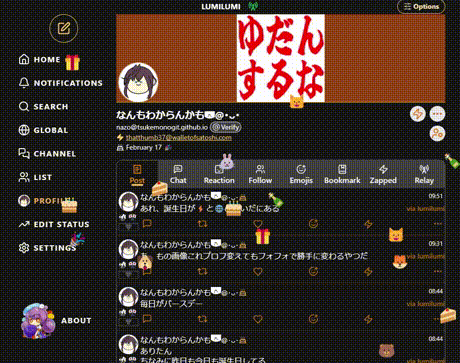 LUMILUMI
Options
HOME
NOTIFICATIONS
SEARCH
GLOBAL
CHANNEL
LIST
PROFILE
EDIT STATUS
SETTINGS
ABOUT
ゆだん
するな
なんもわからんかも@・ᴗ・
nazo@tsukemonogit.github.io Verify
thatthumb37@walletofsatoshi.com
February 17
Post
Chat
Reaction
Follow
Emojis
Bookmark
Zapped
Relay
なんもわからんかも@・ᴗ・
09:51
あれ、誕生日が と いだにある
via lumilumi
なんもわからんかも@・ᴗ・
09:31
もの画像これプロフ変えてもフォフォで勝手に変わるやつだ
via lumilumi
なんもわからんかも@・ᴗ・
08:44
毎日がバースデー
via lumilumi
なんもわからんかも@・ᴗ・
08:44
ありたん
ちなみに昨日も今日も誕生日してる